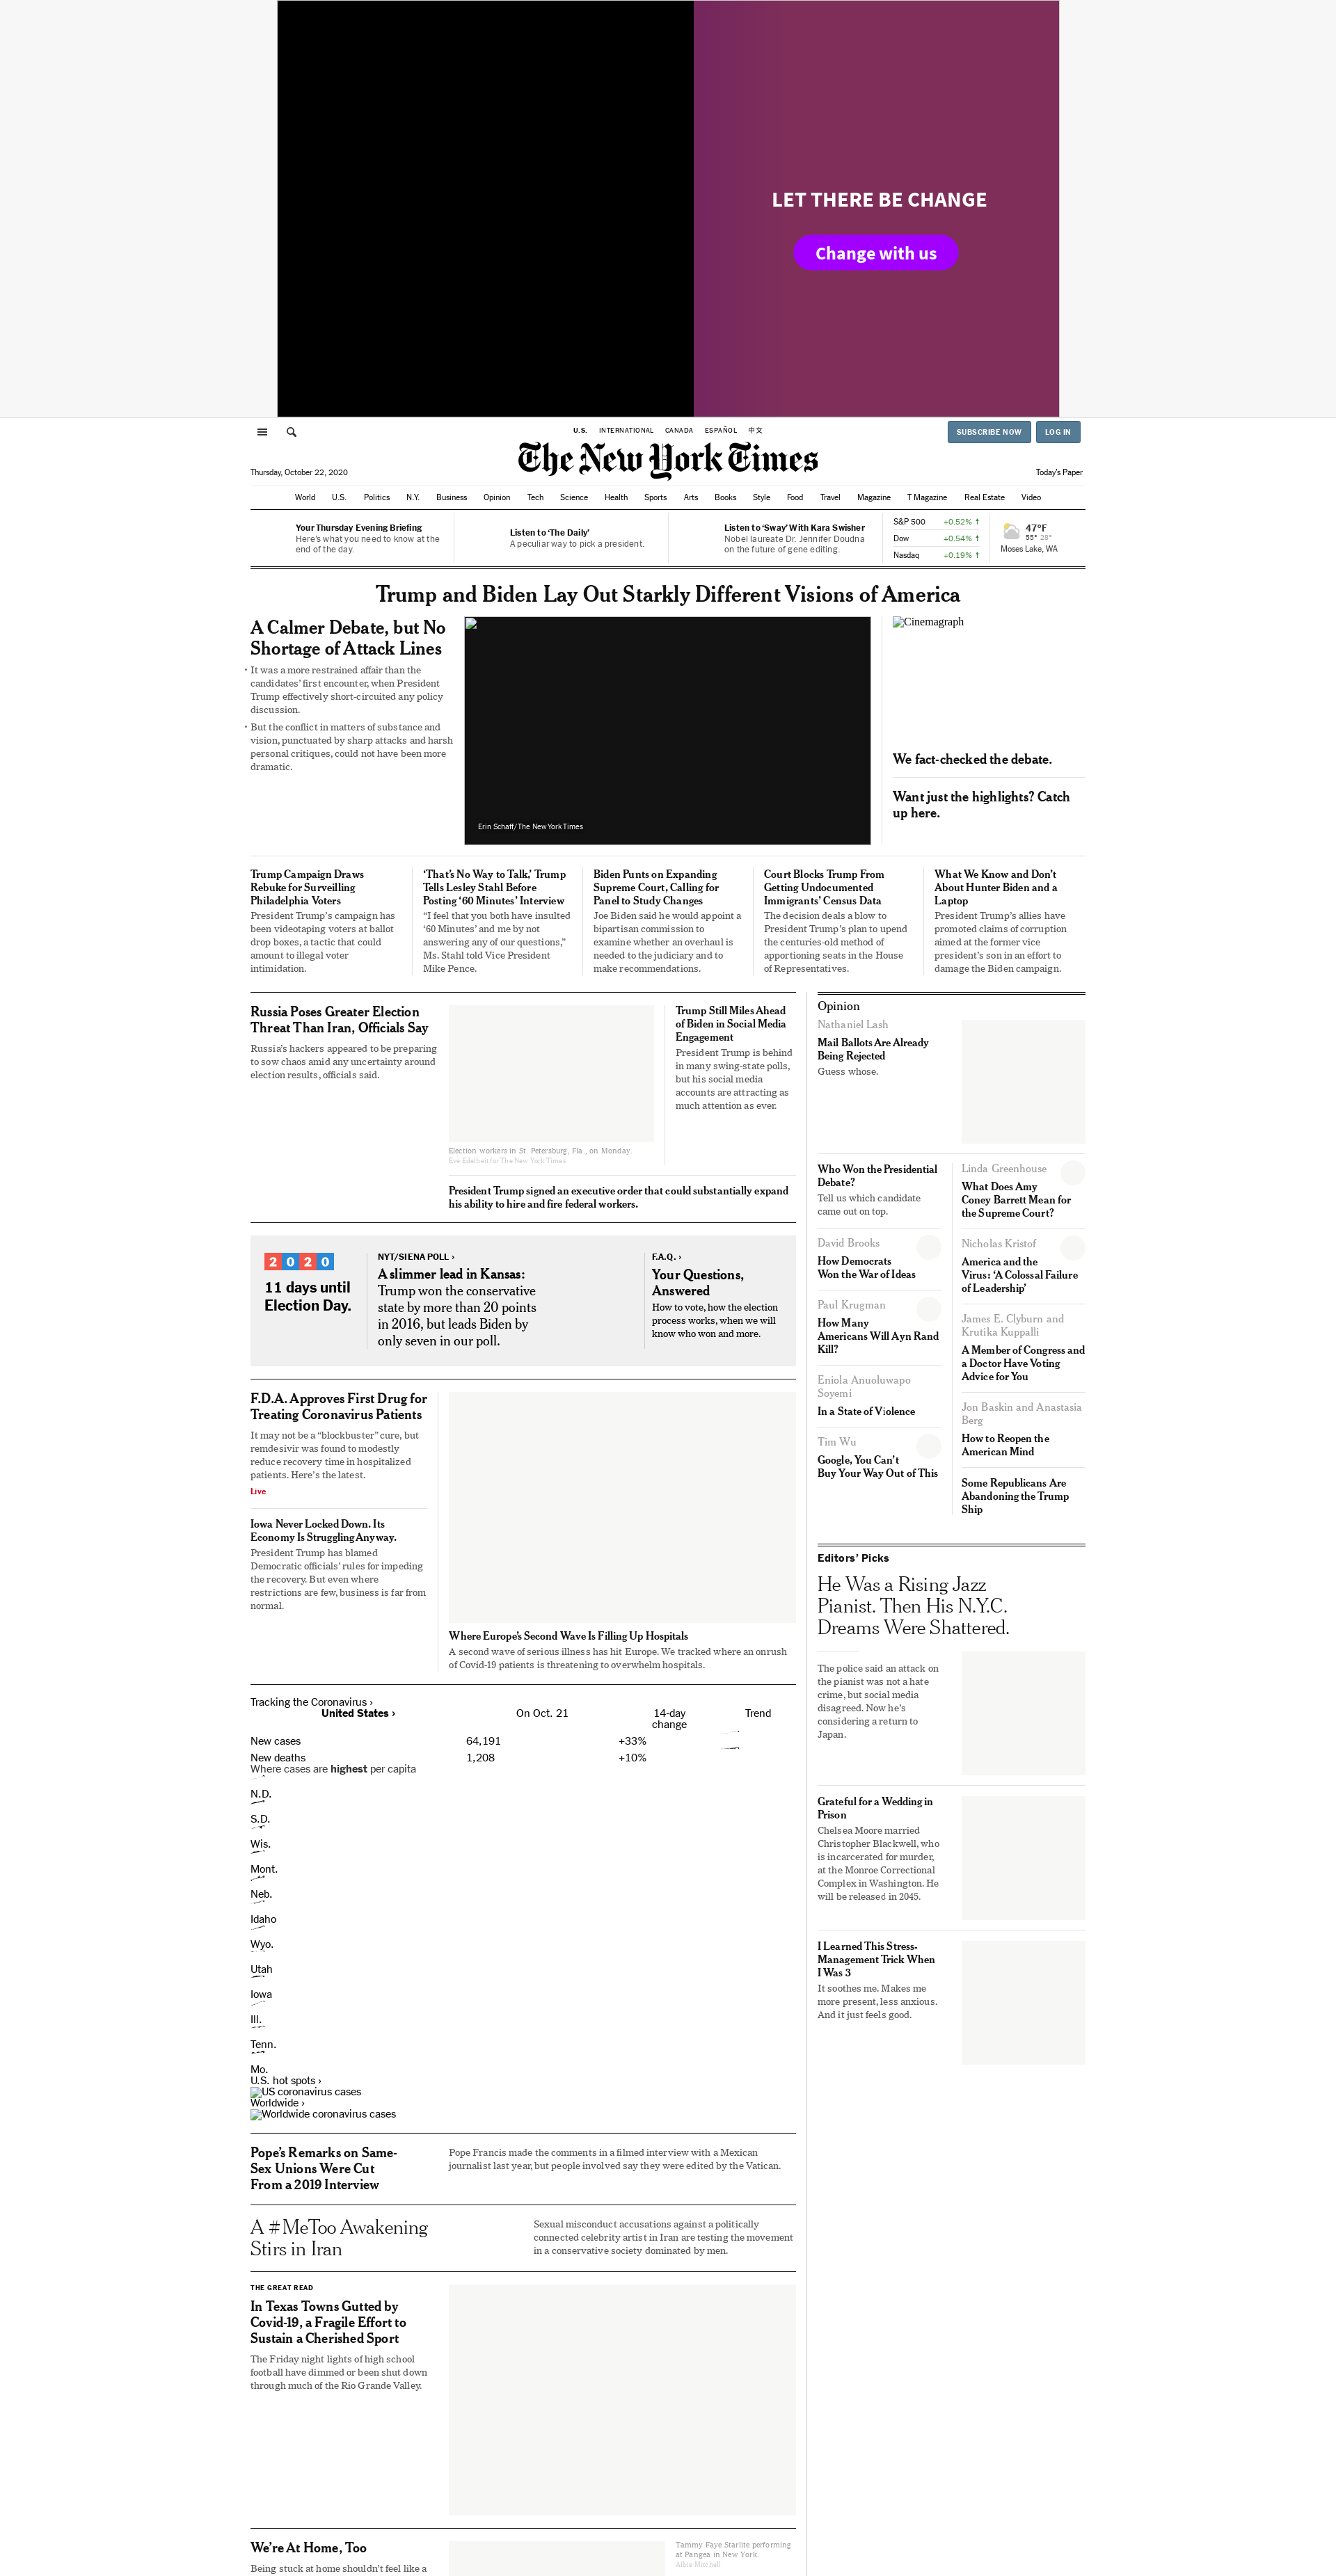 LET THERE BE CHANGE
Change with us
U.S. INTERNATIONAL CANADA ESPAÑOL 中文
SUBSCRIBE NOW LOG IN
The New York Times
Thursday, October 22, 2020
Today's Paper
World U.S. Politics N.Y. Business Opinion Tech Science Health Sports Arts Books Style Food Travel Magazine T Magazine Real Estate Video
Your Thursday Evening Briefing
Here's what you need to know at the
end of the day.
Listen to 'The Daily'
A peculiar way to pick a president.
Listen to 'Sway' With Kara Swisher
Nobel laureate Dr. Jennifer Doudna
on the future of gene editing.
S&P 500 +0.52% ↑
Dow +0.54% ↑
Nasdaq +0.19% ↑
47°F
55° 28°
Moses Lake, WA
Trump and Biden Lay Out Starkly Different Visions of America
A Calmer Debate, but No
Shortage of Attack Lines
• It was a more restrained affair than the
candidates' first encounter, when President
Trump effectively short-circuited any policy
discussion.
• But the conflict in matters of substance and
vision, punctuated by sharp attacks and harsh
personal critiques, could not have been more
dramatic.
Erin Schaff/The New York Times
Cinemagraph
We fact-checked the debate.
Want just the highlights? Catch
up here.
Trump Campaign Draws
Rebuke for Surveilling
Philadelphia Voters
President Trump's campaign has
been videotaping voters at ballot
drop boxes, a tactic that could
amount to illegal voter
intimidation.
'That's No Way to Talk,' Trump
Tells Lesley Stahl Before
Posting '60 Minutes' Interview
"I feel that you both have insulted
'60 Minutes' and me by not
answering any of our questions,"
Ms. Stahl told Vice President
Mike Pence.
Biden Punts on Expanding
Supreme Court, Calling for
Panel to Study Changes
Joe Biden said he would appoint a
bipartisan commission to
examine whether an overhaul is
needed to the judiciary and to
make recommendations.
Court Blocks Trump From
Getting Undocumented
Immigrants' Census Data
The decision deals a blow to
President Trump's plan to upend
the centuries-old method of
apportioning seats in the House
of Representatives.
What We Know and Don't
About Hunter Biden and a
Laptop
President Trump's allies have
promoted claims of corruption
aimed at the former vice
president's son in an effort to
damage the Biden campaign.
Russia Poses Greater Election
Threat Than Iran, Officials Say
Russia's hackers appeared to be preparing
to sow chaos amid any uncertainty around
election results, officials said.
Election workers in St. Petersburg, Fla., on Monday.
Eve Edelheit for The New York Times
Trump Still Miles Ahead
of Biden in Social Media
Engagement
President Trump is behind
in many swing-state polls,
but his social media
accounts are attracting as
much attention as ever.
President Trump signed an executive order that could substantially expand
his ability to hire and fire federal workers.
2020
11 days until
Election Day.
NYT/SIENA POLL ›
A slimmer lead in Kansas:
Trump won the conservative
state by more than 20 points
in 2016, but leads Biden by
only seven in our poll.
F.A.Q. ›
Your Questions,
Answered
How to vote, how the election
process works, when we will
know who won and more.
F.D.A. Approves First Drug for
Treating Coronavirus Patients
It may not be a "blockbuster" cure, but
remdesivir was found to modestly
reduce recovery time in hospitalized
patients. Here's the latest.
Live
Iowa Never Locked Down. Its
Economy Is Struggling Anyway.
President Trump has blamed
Democratic officials' rules for impeding
the recovery. But even where
restrictions are few, business is far from
normal.
Where Europe's Second Wave Is Filling Up Hospitals
A second wave of serious illness has hit Europe. We tracked where an onrush
of Covid-19 patients is threatening to overwhelm hospitals.
Tracking the Coronavirus ›
United States › On Oct. 21 14-day
change Trend
New cases 64,191 +33%
New deaths 1,208 +10%
Where cases are highest per capita
N.D.
S.D.
Wis.
Mont.
Neb.
Idaho
Wyo.
Utah
Iowa
Ill.
Tenn.
Mo.
U.S. hot spots ›
US coronavirus cases
Worldwide ›
Worldwide coronavirus cases
Pope's Remarks on Same-
Sex Unions Were Cut
From a 2019 Interview
Pope Francis made the comments in a filmed interview with a Mexican
journalist last year, but people involved say they were edited by the Vatican.
A #MeToo Awakening
Stirs in Iran
Sexual misconduct accusations against a politically
connected celebrity artist in Iran are testing the movement
in a conservative society dominated by men.
THE GREAT READ
In Texas Towns Gutted by
Covid-19, a Fragile Effort to
Sustain a Cherished Sport
The Friday night lights of high school
football have dimmed or been shut down
through much of the Rio Grande Valley.
We're At Home, Too
Being stuck at home shouldn't feel like a
Tammy Faye Starlite performing
at Pangea in New York.
Albie Mitchell
Opinion
Nathaniel Lash
Mail Ballots Are Already
Being Rejected
Guess whose.
Who Won the Presidential
Debate?
Tell us which candidate
came out on top.
David Brooks
How Democrats
Won the War of Ideas
Paul Krugman
How Many
Americans Will Ayn Rand
Kill?
Eniola Anuoluwapo
Soyemi
In a State of Violence
Tim Wu
Google, You Can't
Buy Your Way Out of This
Linda Greenhouse
What Does Amy
Coney Barrett Mean for
the Supreme Court?
Nicholas Kristof
America and the
Virus: 'A Colossal Failure
of Leadership'
James E. Clyburn and
Krutika Kuppalli
A Member of Congress and
a Doctor Have Voting
Advice for You
Jon Baskin and Anastasia
Berg
How to Reopen the
American Mind
Some Republicans Are
Abandoning the Trump
Ship
Editors' Picks
He Was a Rising Jazz
Pianist. Then His N.Y.C.
Dreams Were Shattered.
The police said an attack on
the pianist was not a hate
crime, but social media
disagreed. Now he's
considering a return to
Japan.
Grateful for a Wedding in
Prison
Chelsea Moore married
Christopher Blackwell, who
is incarcerated for murder,
at the Monroe Correctional
Complex in Washington. He
will be released in 2045.
I Learned This Stress-
Management Trick When
I Was 3
It soothes me. Makes me
more present, less anxious.
And it just feels good.